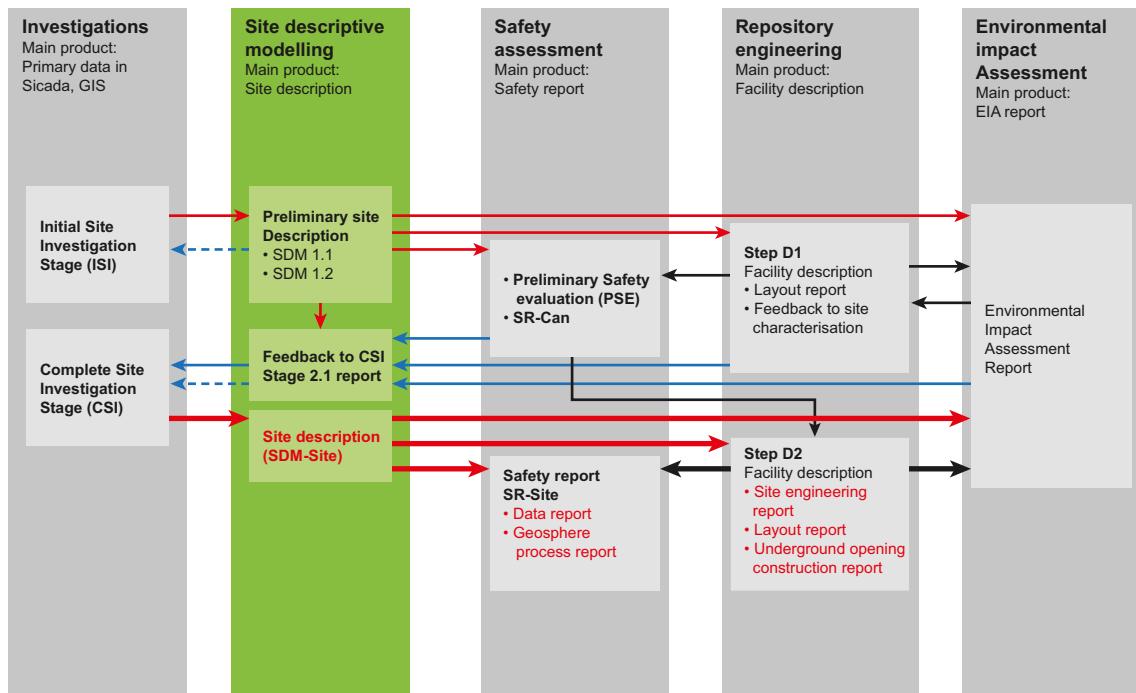 Investigations
Main product:
Primary data in
Sicada, GIS
Site descriptive
modelling
Main product:
Site description
Safety
assessment
Main product:
Safety report
Repository
engineering
Main product:
Facility description
Environmental
impact
Assessment
Main product:
EIA report
Initial Site
Investigation
Stage (ISI)
Preliminary site
Description
• SDM 1.1
• SDM 1.2
• Preliminary Safety
evaluation (PSE)
• SR-Can
Step D1
Facility description
• Layout report
• Feedback to site
characterisation
Environmental
Impact
Assessment
Report
Complete Site
Investigation
Stage (CSI)
Feedback to CSI
Stage 2.1 report
Site description
(SDM-Site)
Safety report
SR-Site
• Data report
• Geosphere
process report
Step D2
Facility description
• Site engineering
report
• Layout report
• Underground opening
construction report